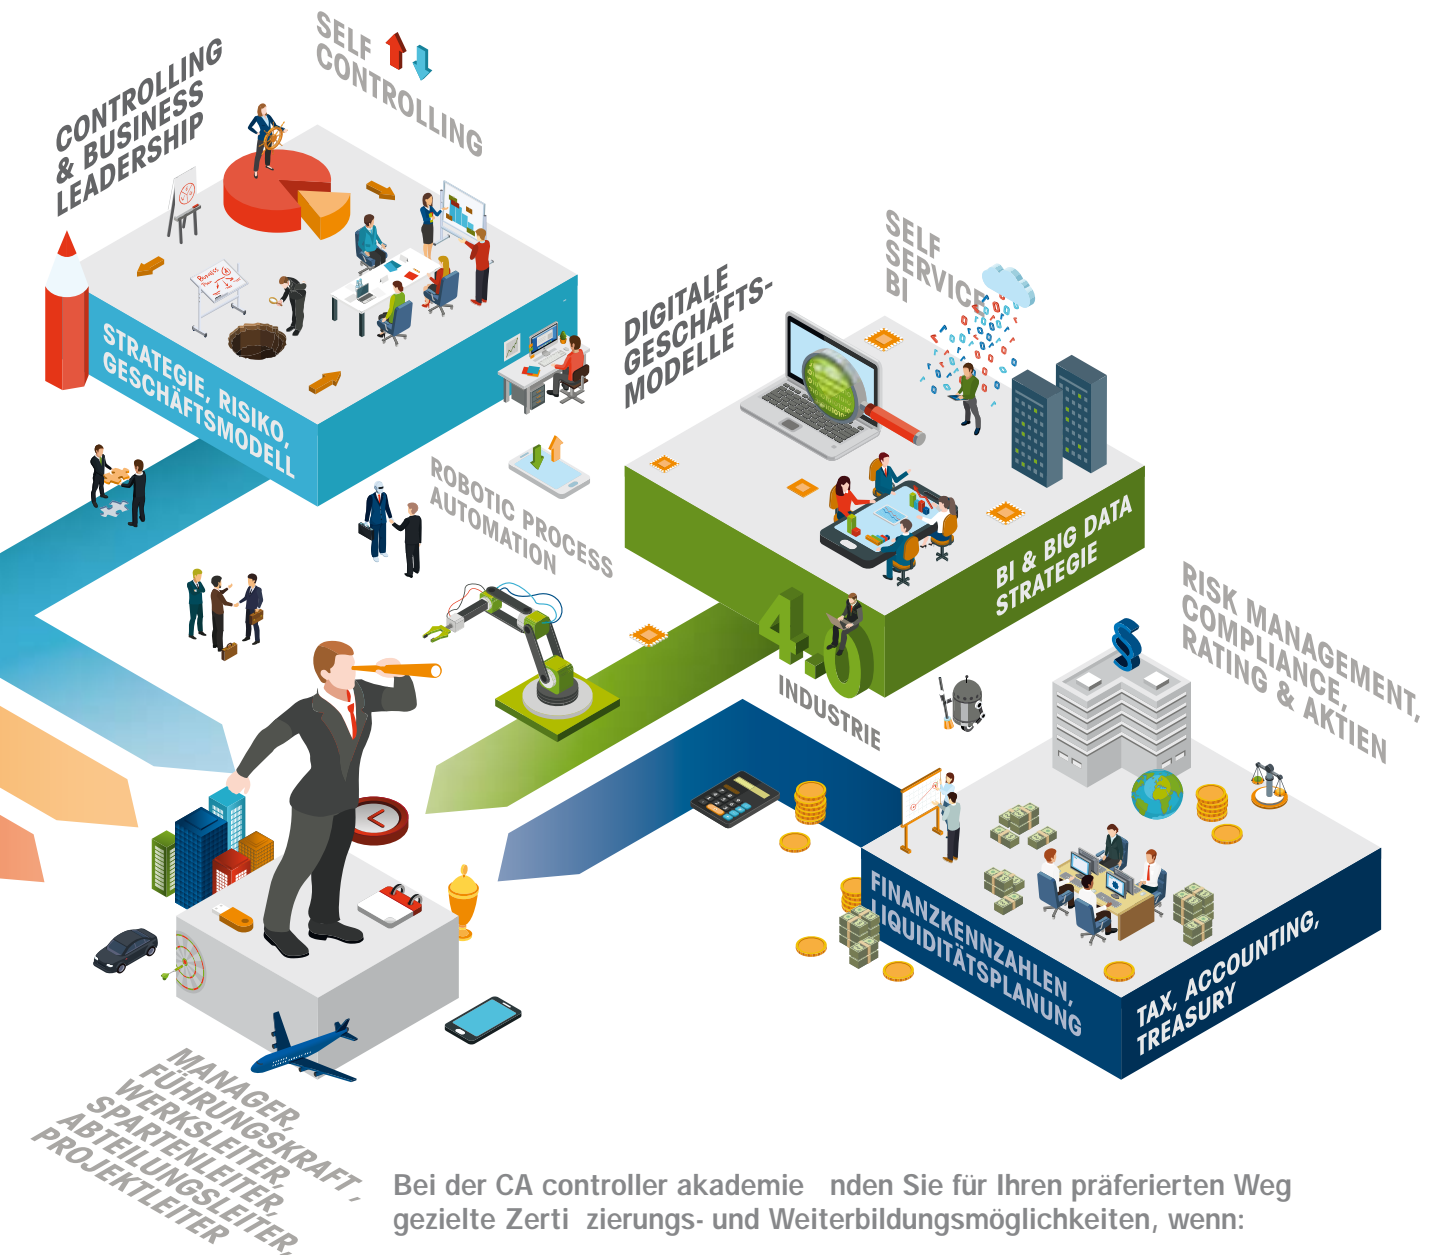 CONTROLLING
& BUSINESS
LEADERSHIP
SELF
CONTROLLING
STRATEGIE, RISIKO,
GESCHÄFTSMODELL
DIGITALE
GESCHÄFTS-
MODELLE
SELF
SERVICE
BI
ROBOTIC PROCESS
AUTOMATION
BI & BIG DATA
STRATEGIE
4.0
INDUSTRIE
RISK MANAGEMENT,
COMPLIANCE,
RATING & AKTIEN
§
FINANZKENNZAHLEN,
LIQUIDITÄTSPLANUNG
TAX, ACCOUNTING,
TREASURY
MANAGER,
FÜHRUNGSKRAFT,
WERKSLEITER,
SPARTENLEITER,
ABTEILUNGSLEITER,
PROJEKTLEITER
Bei der CA controller akademie nden Sie für Ihren präferierten Weg
gezielte Zerti zierungs- und Weiterbildungsmöglichkeiten, wenn: